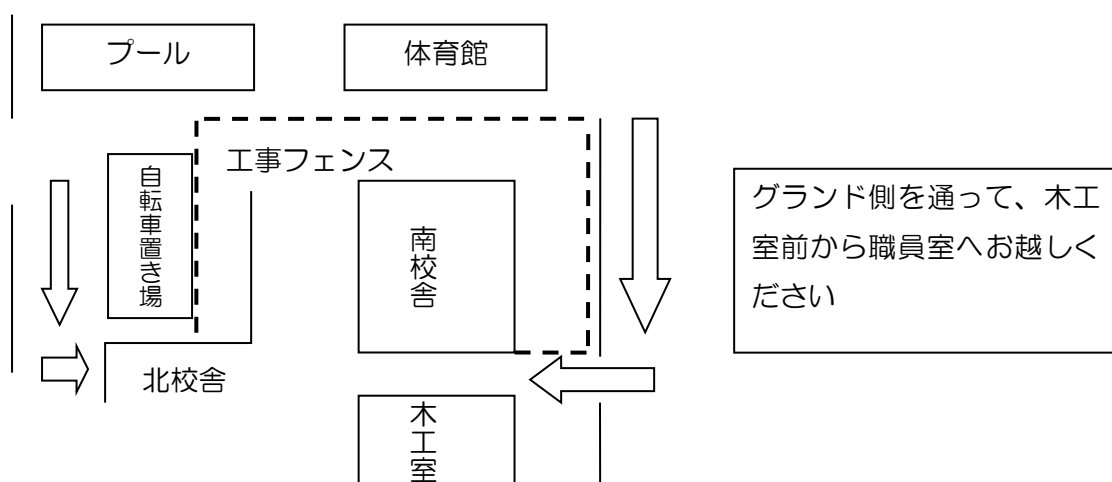 プール
体育館
工事フェンス
自転車置き場
南校舎
グランド側を通って、木工
室前から職員室へお越しく
ださい
北校舎
木工室